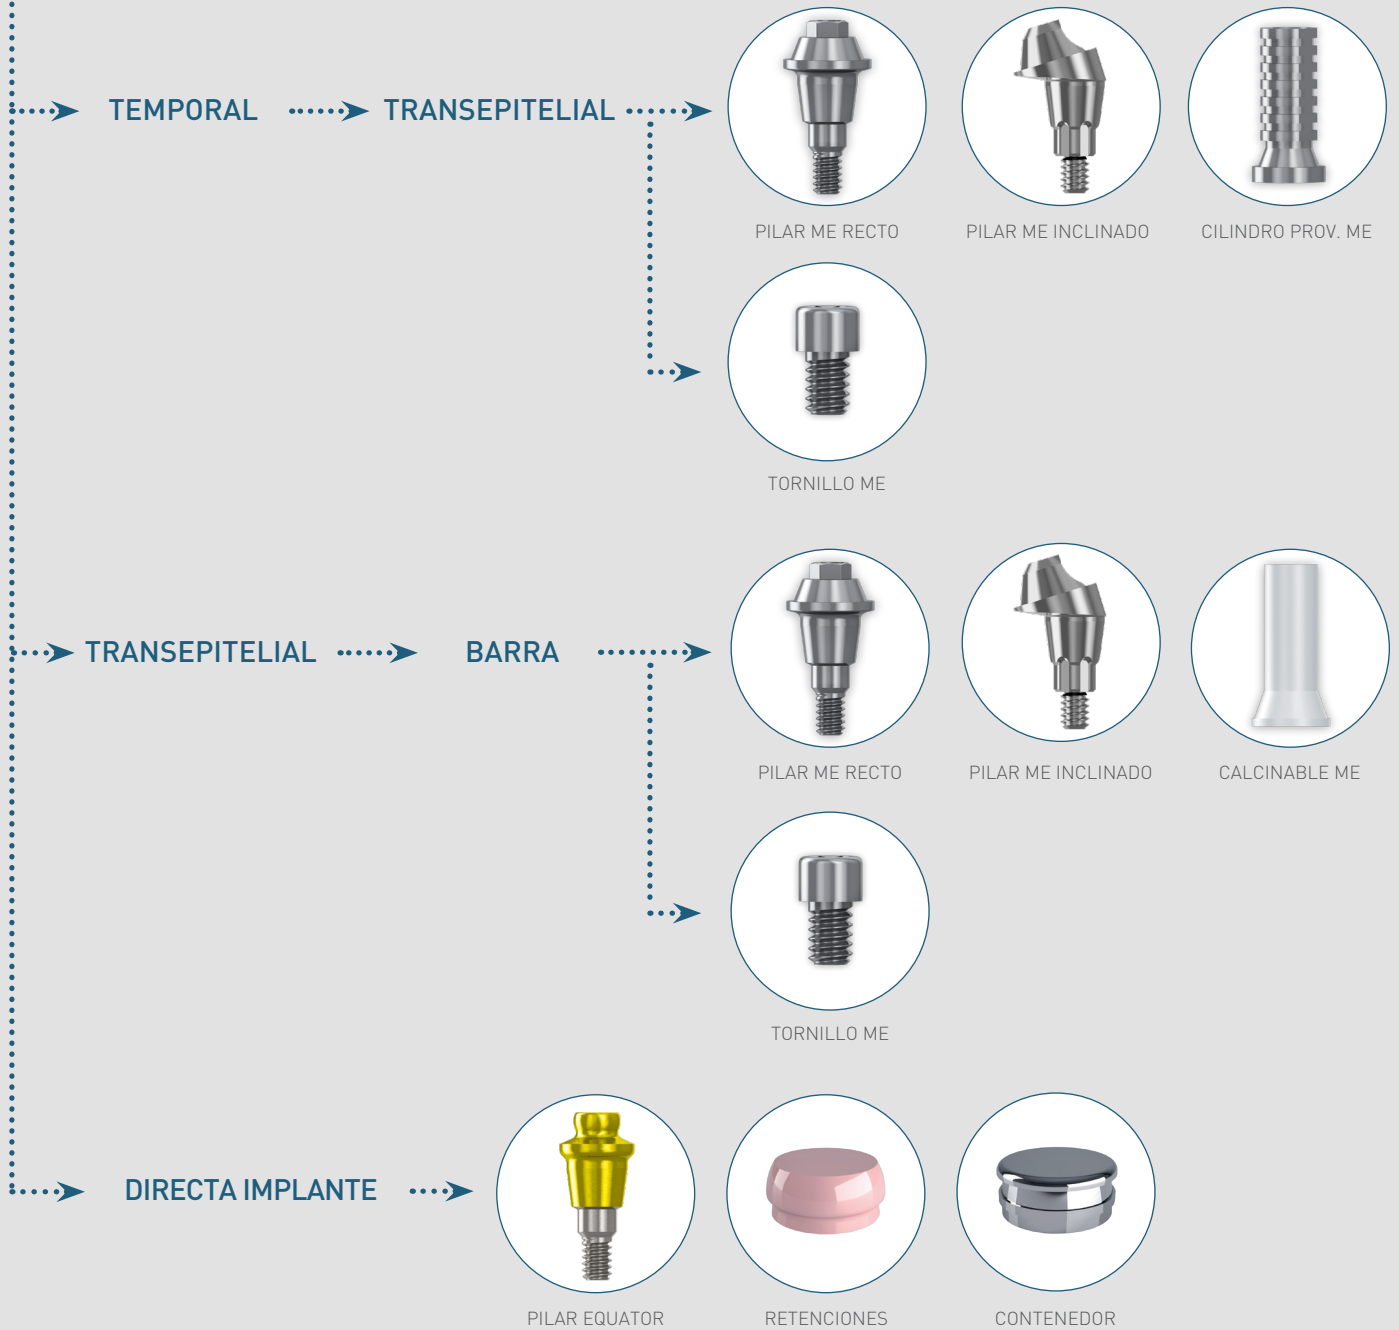 TEMPORAL
TRANSEPITELIAL
PILAR ME RECTO
PILAR ME INCLINADO
CILINDRO PROV. ME
TORNILLO ME
TRANSEPITELIAL
BARRA
PILAR ME RECTO
PILAR ME INCLINADO
CALCINABLE ME
TORNILLO ME
DIRECTA IMPLANTE
PILAR EQUATOR
RETENCIONES
CONTENEDOR